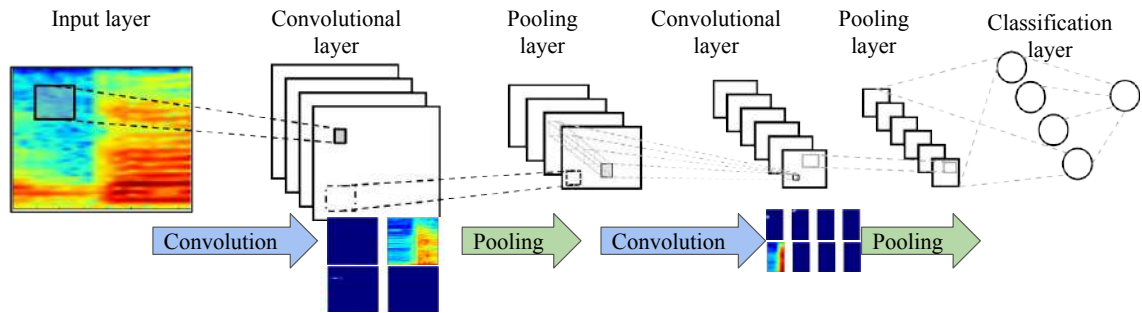 Input layer
Convolutional
layer
Pooling
layer
Convolutional
layer
Pooling
layer
Classification
layer
Convolution
Pooling
Convolution
Pooling